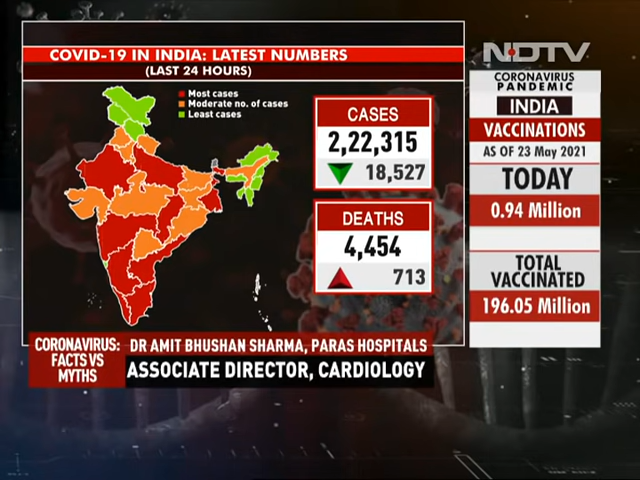 COVID-19 IN INDIA: LATEST NUMBERS
(LAST 24 HOURS)
Most cases
Moderate no. of cases
Least cases
CASES
2,22,315
18,527
DEATHS
4,454
713
NDTV
CORONAVIRUS
PANDEMIC
INDIA
VACCINATIONS
AS OF 23 May 2021
TODAY
0.94 Million
TOTAL
VACCINATED
196.05 Million
CORONAVIRUS:
FACTS VS
MYTHS
DR AMIT BHUSHAN SHARMA, PARAS HOSPITALS
ASSOCIATE DIRECTOR, CARDIOLOGY